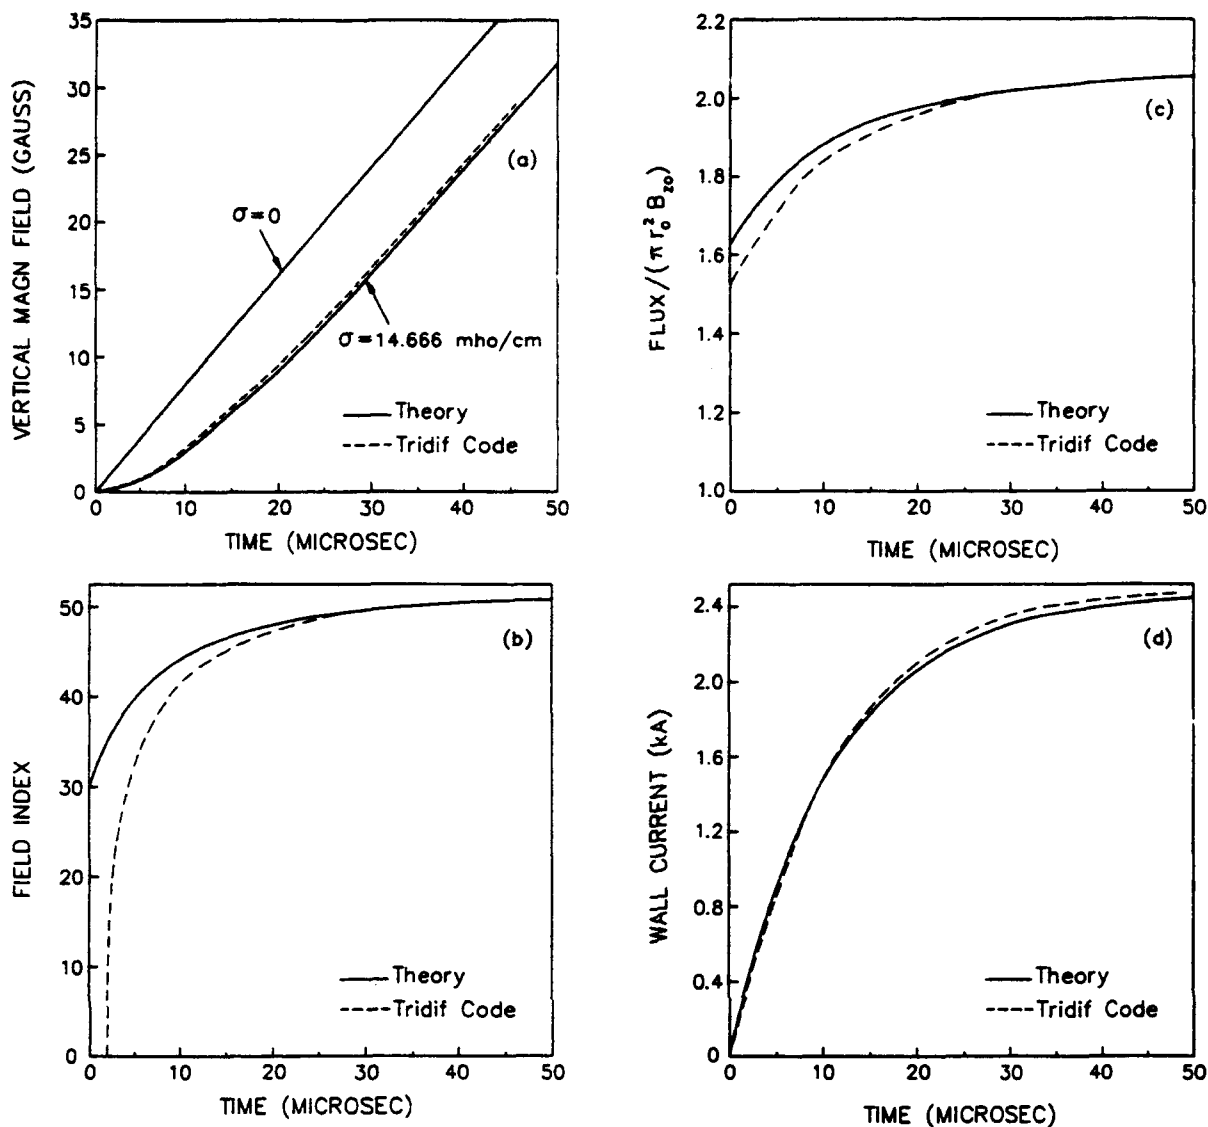 VERTICAL MAGN FIELD (GAUSS)
35
30
25
20
15
10
5
0
(a)
σ=0
σ=14.666 mho/cm
Theory
Tridif Code
0 10 20 30 40 50
TIME (MICROSEC)
FLUX/(π r₀² B_zo)
2.2
2.0
1.8
1.6
1.4
1.2
1.0
(c)
Theory
Tridif Code
0 10 20 30 40 50
TIME (MICROSEC)
FIELD INDEX
50
40
30
20
10
0
(b)
Theory
Tridif Code
0 10 20 30 40 50
TIME (MICROSEC)
WALL CURRENT (kA)
2.4
2.0
1.6
1.2
0.8
0.4
0
(d)
Theory
Tridif Code
0 10 20 30 40 50
TIME (MICROSEC)